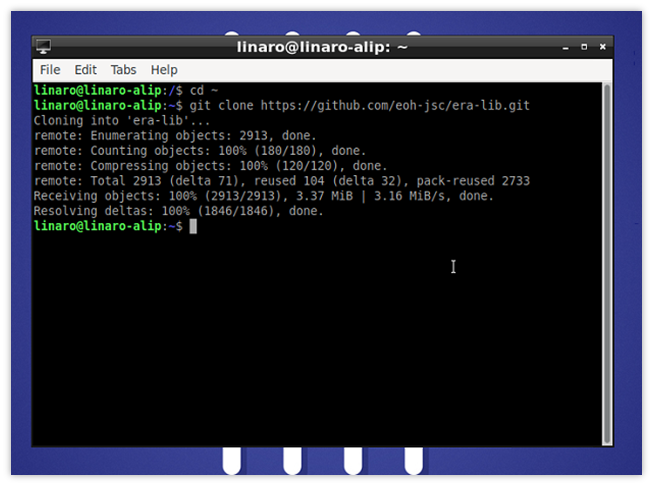 linaro@linaro-alip: ~
File Edit Tabs Help
linaro@linaro-alip:/$ cd ~
linaro@linaro-alip:~$ git clone https://github.com/eoh-jsc/era-lib.git
Cloning into 'era-lib'...
remote: Enumerating objects: 2913, done.
remote: Counting objects: 100% (180/180), done.
remote: Compressing objects: 100% (120/120), done.
remote: Total 2913 (delta 71), reused 104 (delta 32), pack-reused 2733
Receiving objects: 100% (2913/2913), 3.37 MiB | 3.16 MiB/s, done.
Resolving deltas: 100% (1846/1846), done.
linaro@linaro-alip:~$